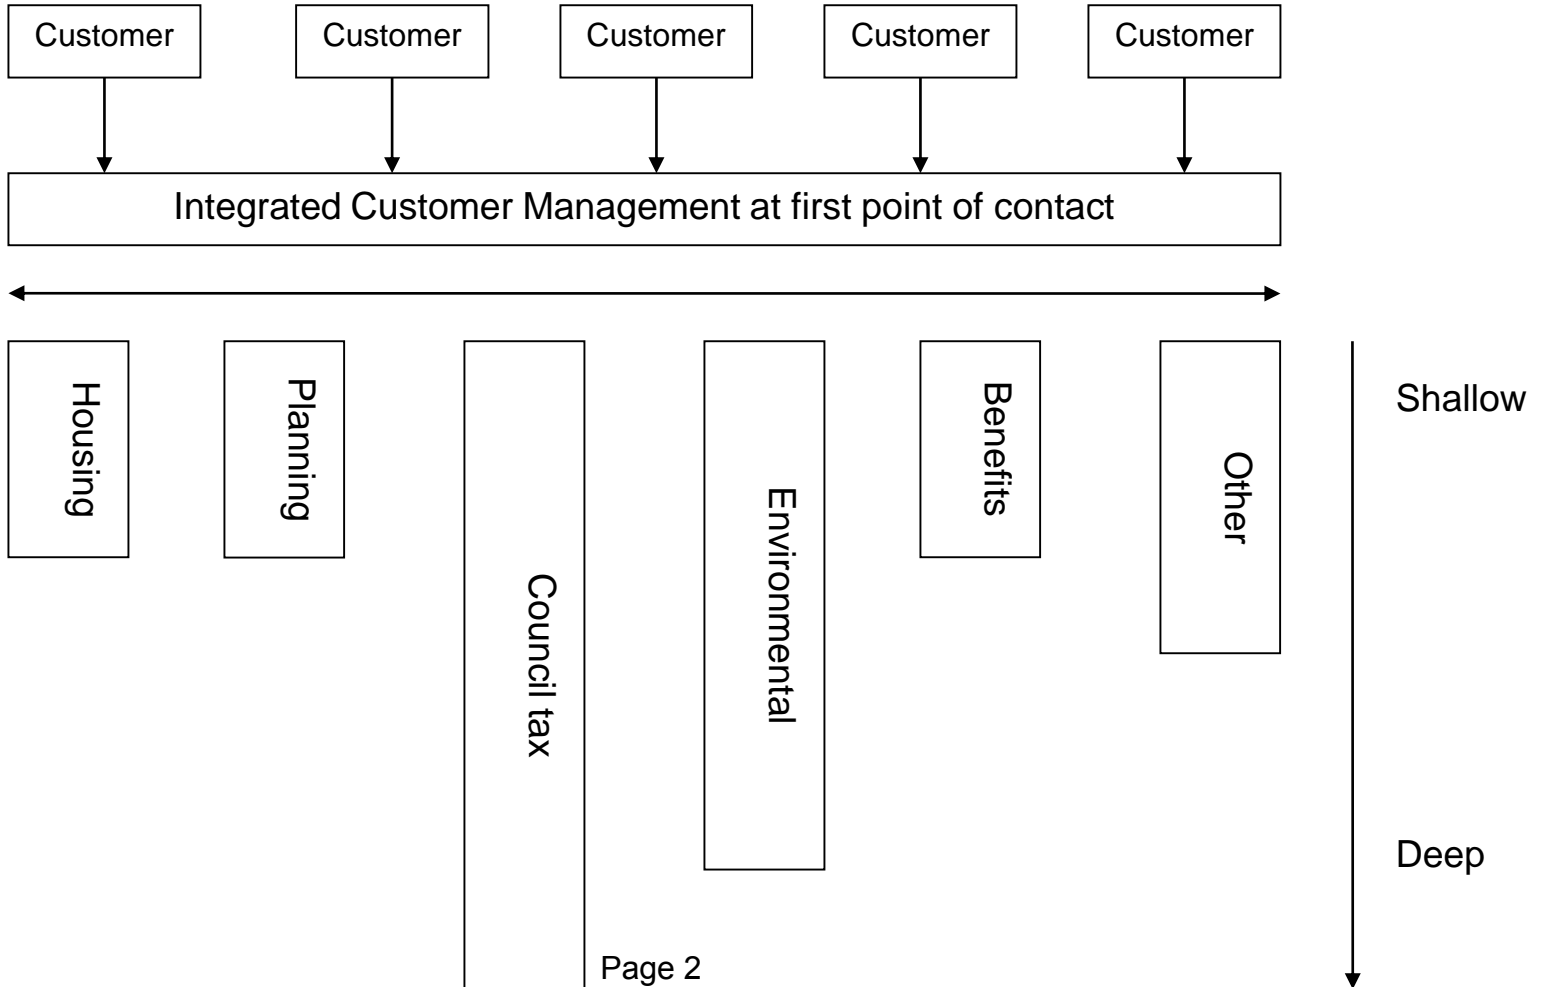 Customer
Customer
Customer
Customer
Customer
Integrated Customer Management at first point of contact
Housing
Planning
Council tax
Environmental
Benefits
Other
Shallow
Deep
Page 2